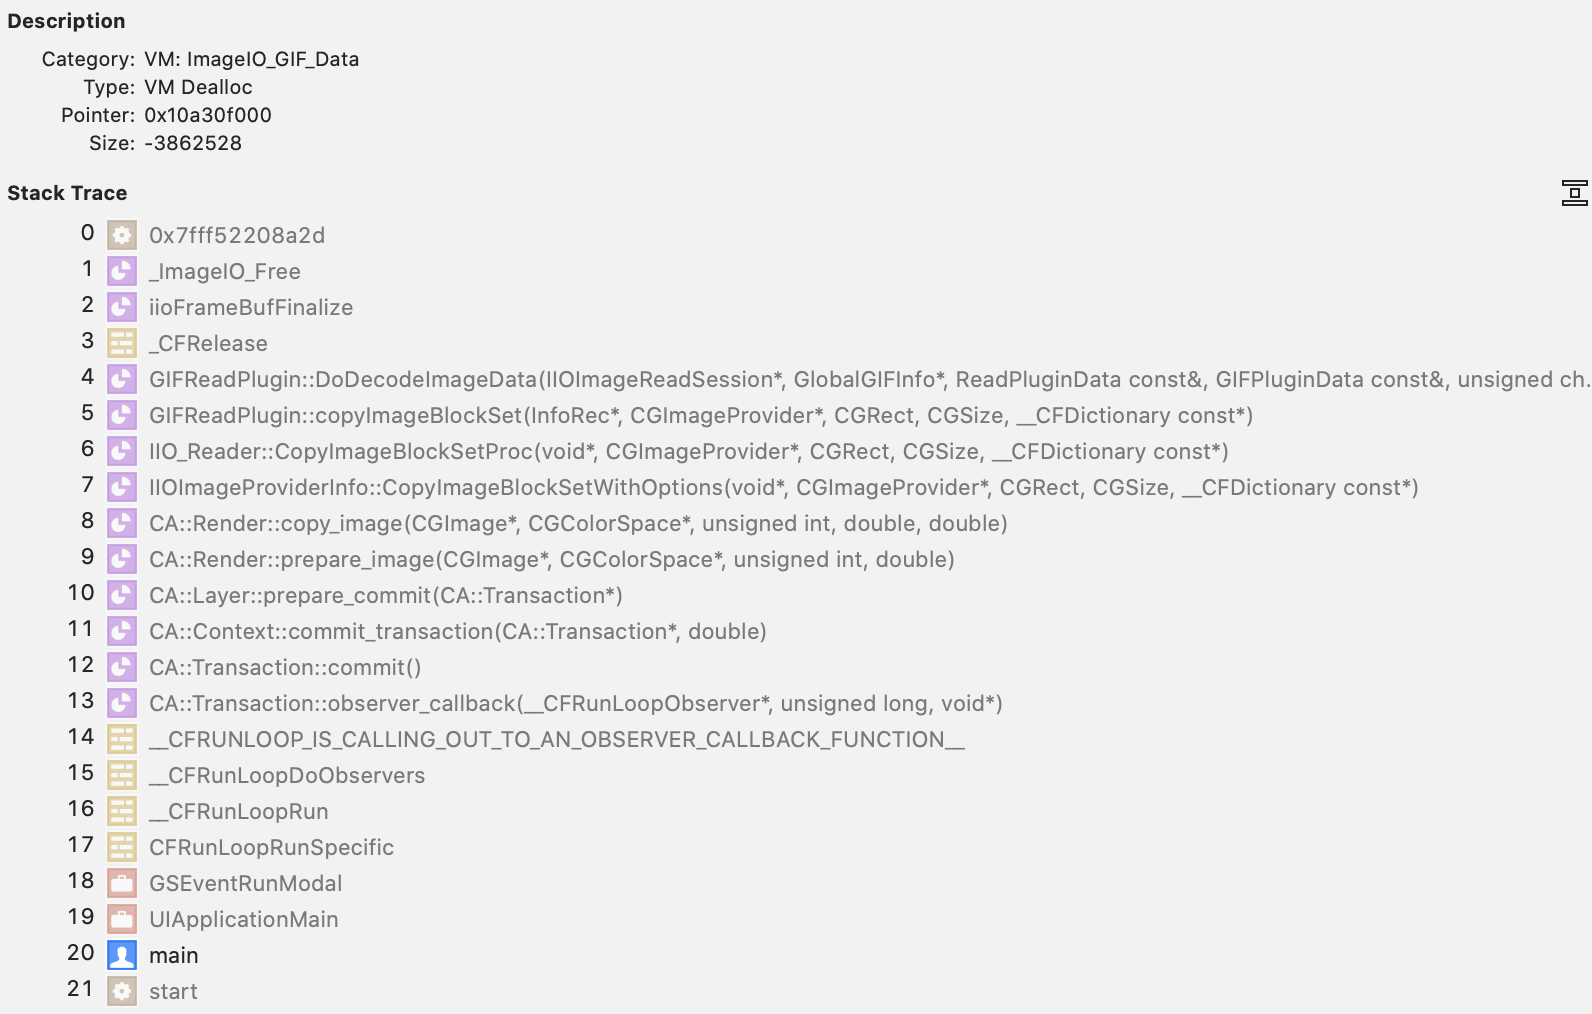 Description
Category: VM: ImageIO_GIF_Data
Type: VM Dealloc
Pointer: 0x10a30f000
Size: -3862528
Stack Trace
0 0x7fff52208a2d
1 _ImageIO_Free
2 iioFrameBufFinalize
3 _CFRelease
4 GIFReadPlugin::DoDecodeImageData(IIOImageReadSession*, GlobalGIFInfo*, ReadPluginData const&, GIFPluginData const&, unsigned ch...
5 GIFReadPlugin::copyImageBlockSet(InfoRec*, CGImageProvider*, CGRect, CGSize, __CFDictionary const*)
6 IIO_Reader::CopyImageBlockSetProc(void*, CGImageProvider*, CGRect, CGSize, __CFDictionary const*)
7 IIOImageProviderInfo::CopyImageBlockSetWithOptions(void*, CGImageProvider*, CGRect, CGSize, __CFDictionary const*)
8 CA::Render::copy_image(CGImage*, CGColorSpace*, unsigned int, double, double)
9 CA::Render::prepare_image(CGImage*, CGColorSpace*, unsigned int, double)
10 CA::Layer::prepare_commit(CA::Transaction*)
11 CA::Context::commit_transaction(CA::Transaction*, double)
12 CA::Transaction::commit()
13 CA::Transaction::observer_callback(__CFRunLoopObserver*, unsigned long, void*)
14 __CFRUNLOOP_IS_CALLING_OUT_TO_AN_OBSERVER_CALLBACK_FUNCTION__
15 __CFRunLoopDoObservers
16 __CFRunLoopRun
17 CFRunLoopRunSpecific
18 GSEventRunModal
19 UIApplicationMain
20 main
21 start